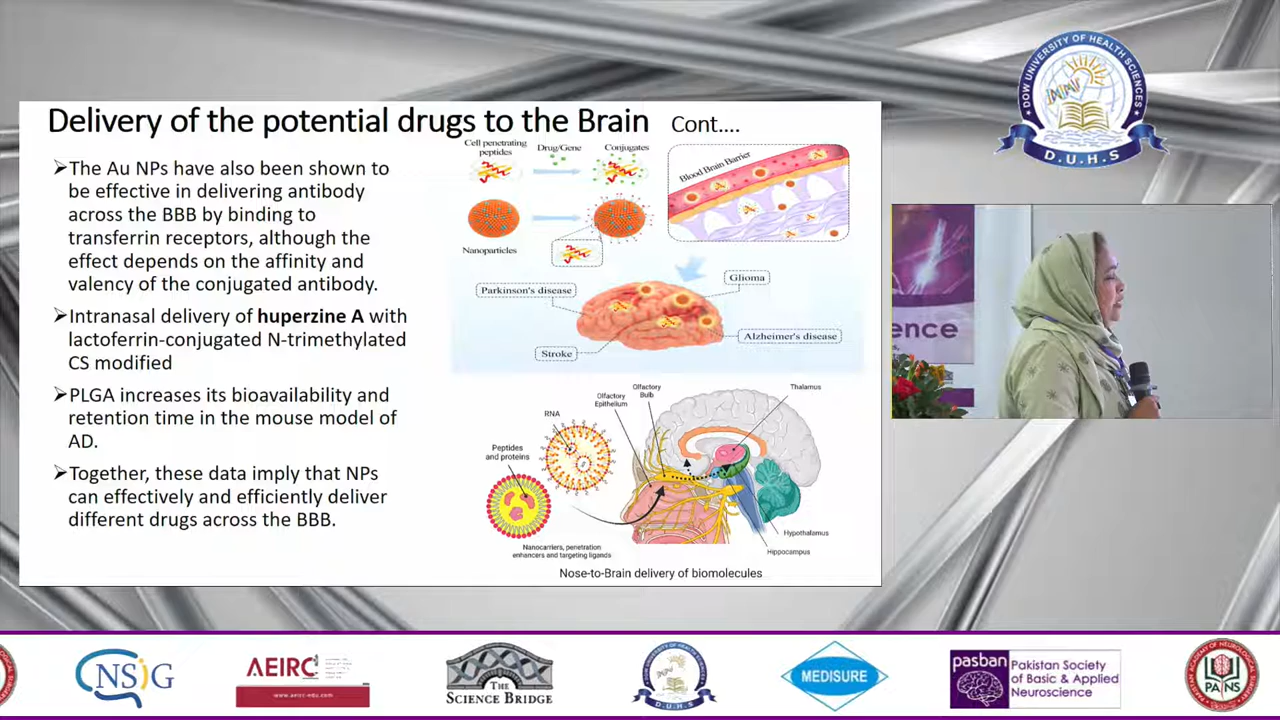 Delivery of the potential drugs to the Brain Cont....
➢The Au NPs have also been shown to
be effective in delivering antibody
across the BBB by binding to
transferrin receptors, although the
effect depends on the affinity and
valency of the conjugated antibody.
➢Intranasal delivery of huperzine A with
lactoferrin-conjugated N-trimethylated
CS modified
➢PLGA increases its bioavailability and
retention time in the mouse model of
AD.
➢Together, these data imply that NPs
can effectively and efficiently deliver
different drugs across the BBB.
Cell penetrating
peptides
Drug/Gene
Conjugates
Nanoparticles
Blood Brain Barrier
Parkinson's disease
Glioma
Stroke
Alzheimer's disease
RNA
Peptides
and proteins
Olfactory
Epithelium
Olfactory
Bulb
Thalamus
Hypothalamus
Hippocampus
Nanocarriers, penetration
enhancers and targeting ligands
Nose-to-Brain delivery of biomolecules
DOW UNIVERSITY OF HEALTH SCIENCES
D.U.H.S
ence
NSIG
AEIRC
www.aeirc-edu.com
THE
SCIENCE BRIDGE
D.U.H.S
MEDISURE
pasban
Pakistan Society
of Basic & Applied
Neuroscience
PANS